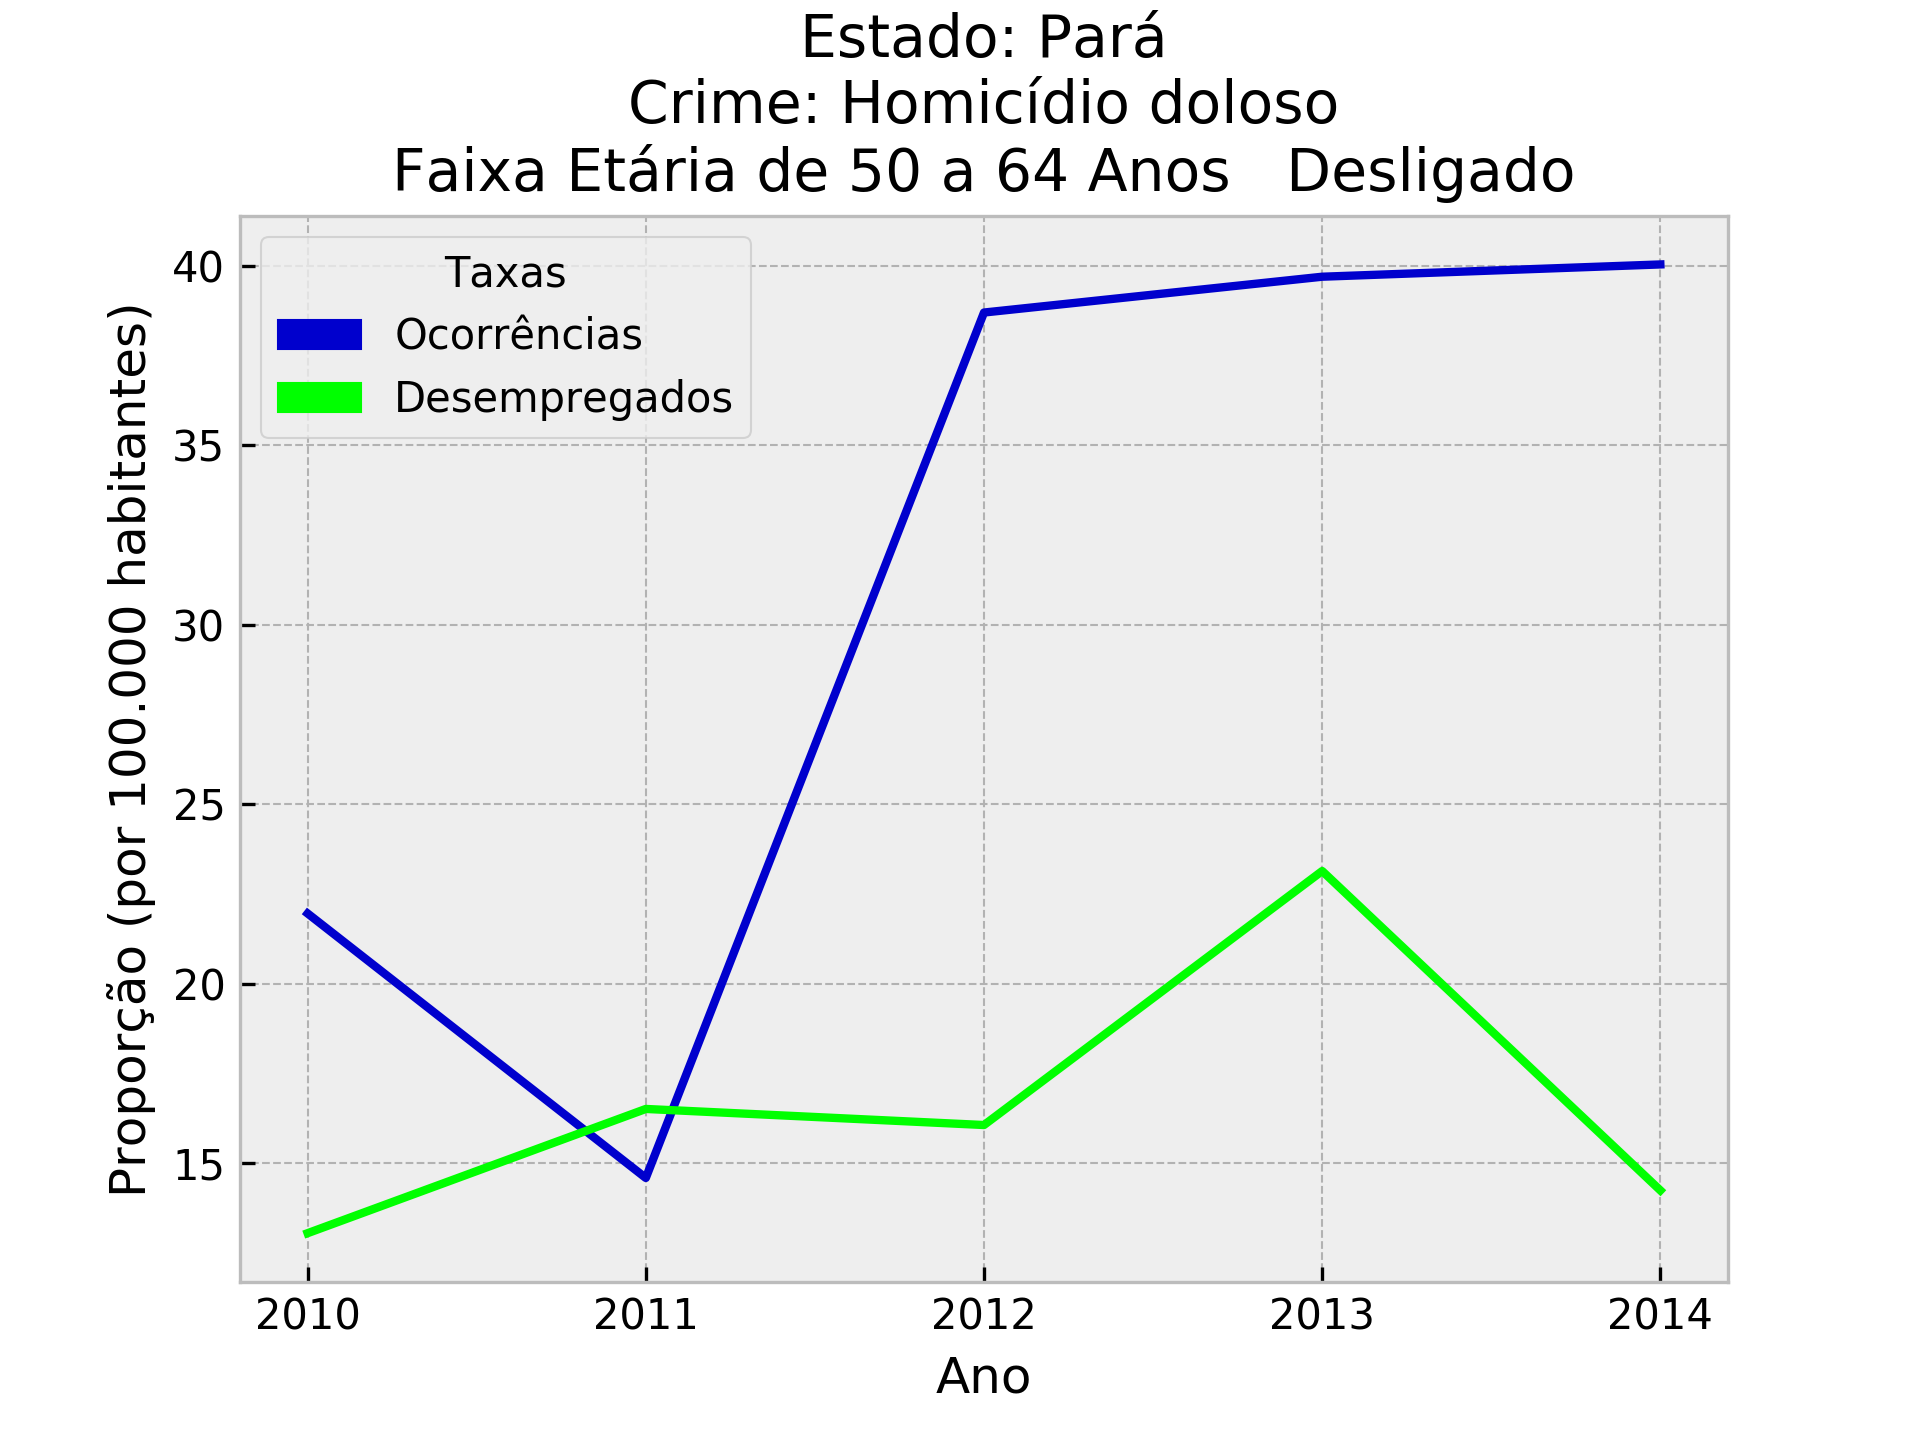 Estado: Pará
Crime: Homicídio doloso
Faixa Etária de 50 a 64 Anos   Desligado
Taxas
Ocorrências
Desempregados
Proporção (por 100.000 habitantes)
40
35
30
25
20
15
2010 2011 2012 2013 2014
Ano